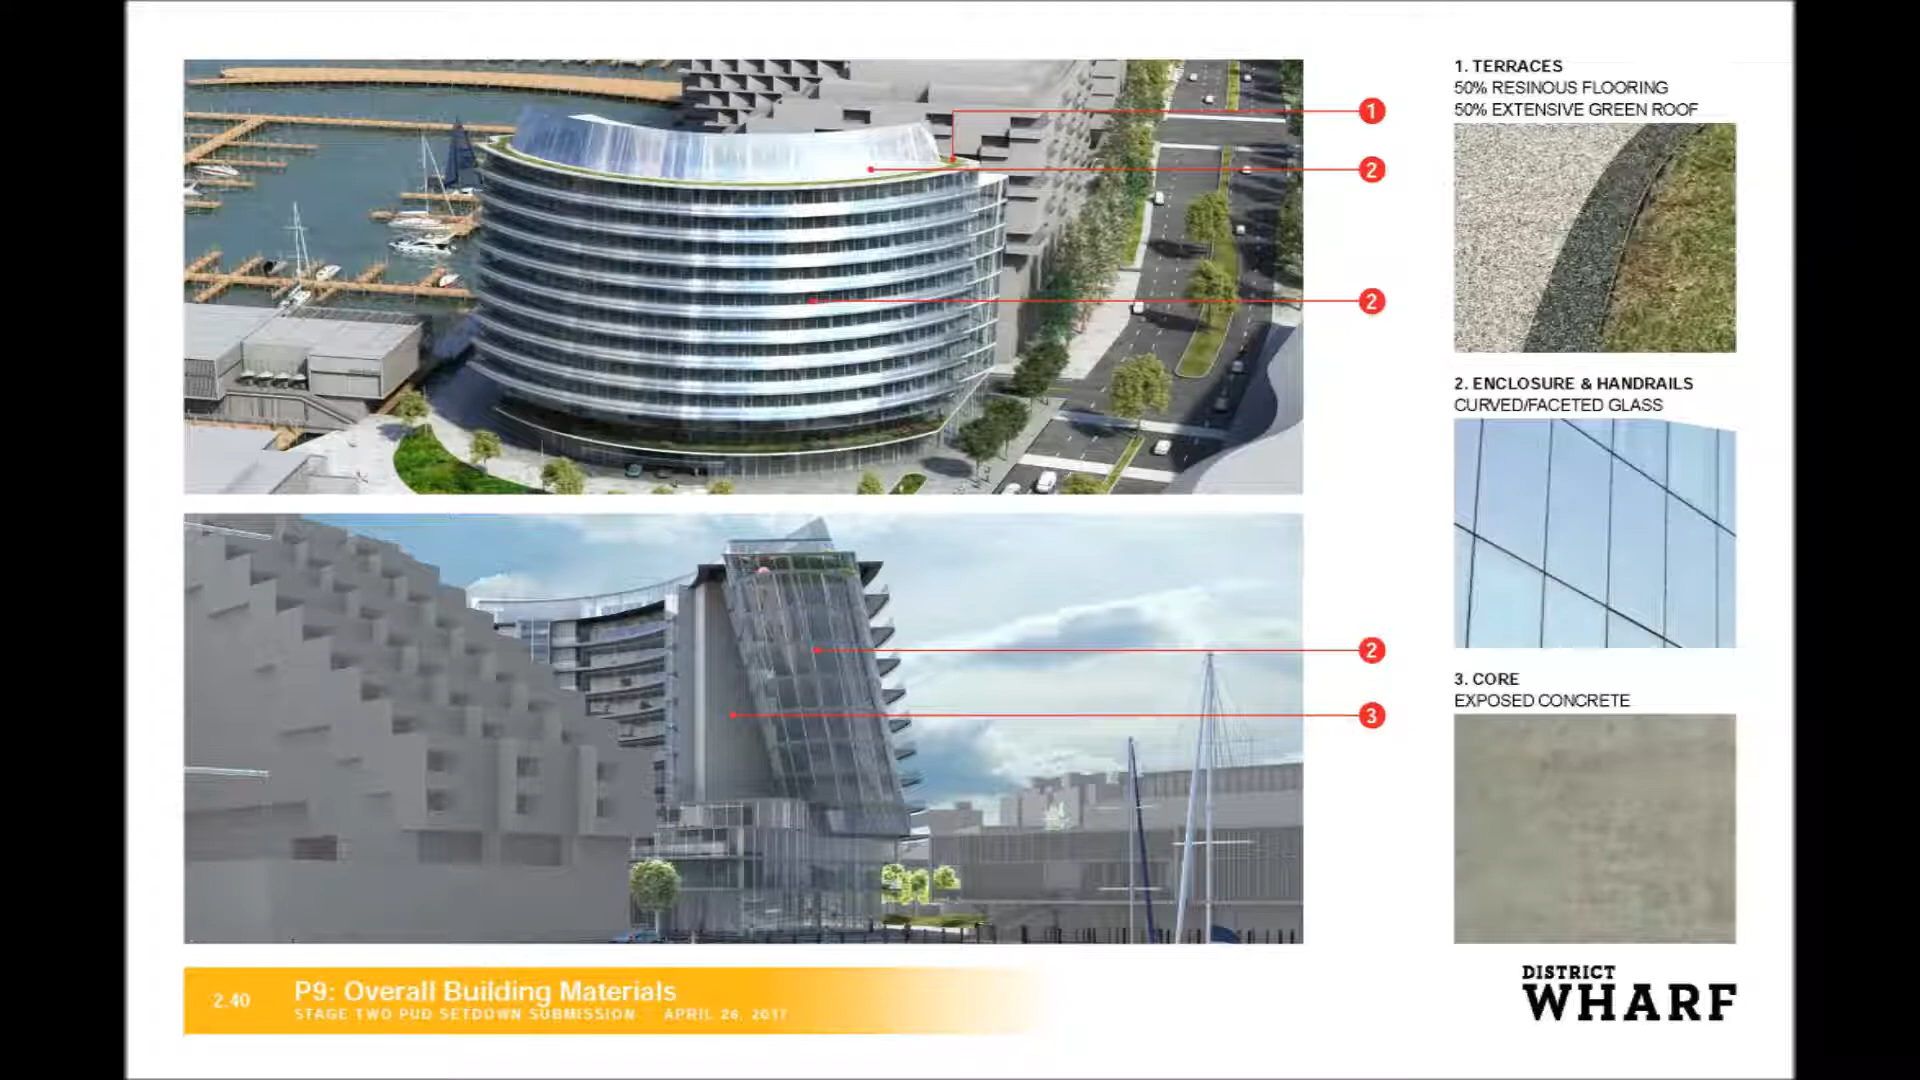 1
2
2
2
3
1. TERRACES
50% RESINOUS FLOORING
50% EXTENSIVE GREEN ROOF
2. ENCLOSURE & HANDRAILS
CURVED/FACETED GLASS
3. CORE
EXPOSED CONCRETE
2.40
P9: Overall Building Materials
STAGE TWO PUD SETDOWN SUBMISSION APRIL 26, 2017
DISTRICT
WHARF